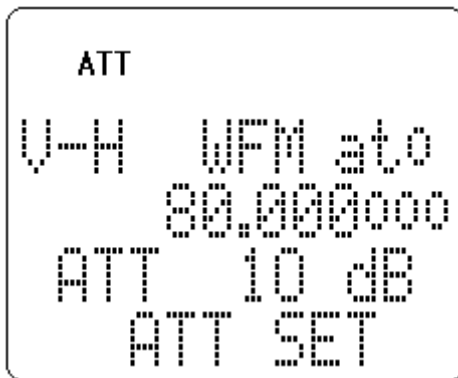 ATT
V-H WFM ato
80.000000
ATT 10 dB
ATT SET